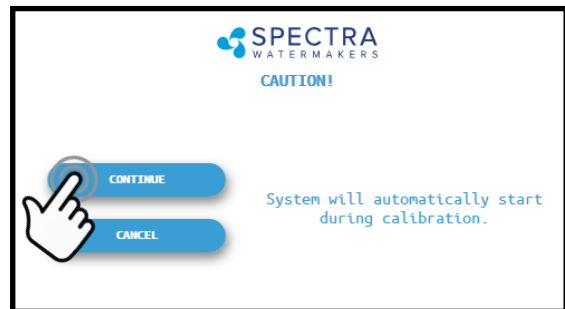 SPECTRA
WATERMAKERS
CAUTION!
CONTINUE
CANCEL
System will automatically start
during calibration.